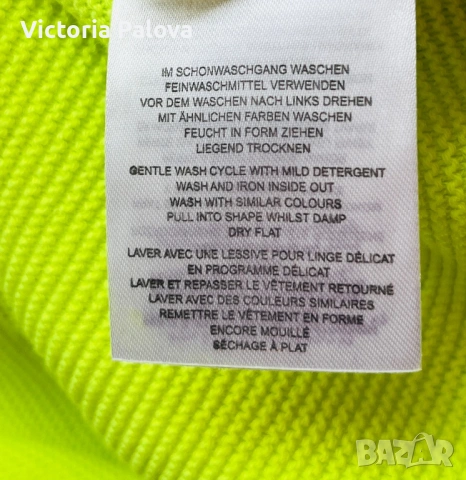 Victoria Palova
IM SCHONWASCHGANG WASCHEN
FEINWASCHMITTEL VERWENDEN
VOR DEM WASCHEN NACH LINKS DREHEN
MIT ÄHNLICHEN FARBEN WASCHEN
FEUCHT IN FORM ZIEHEN
LIEGEND TROCKNEN
GENTLE WASH CYCLE WITH MILD DETERGENT
WASH AND IRON INSIDE OUT
WASH WITH SIMILAR COLOURS
PULL INTO SHAPE WHILST DAMP
DRY FLAT
LAVER AVEC UNE LESSIVE POUR LINGE DÉLICAT
EN PROGRAMME DÉLICAT
LAVER ET REPASSER LE VÊTEMENT RETOURNÉ
LAVER AVEC DES COULEURS SIMILAIRES
REMETTRE LE VÊTEMENT EN FORME
ENCORE MOUILLÉ
SÉCHAGE À PLAT
BAZAR